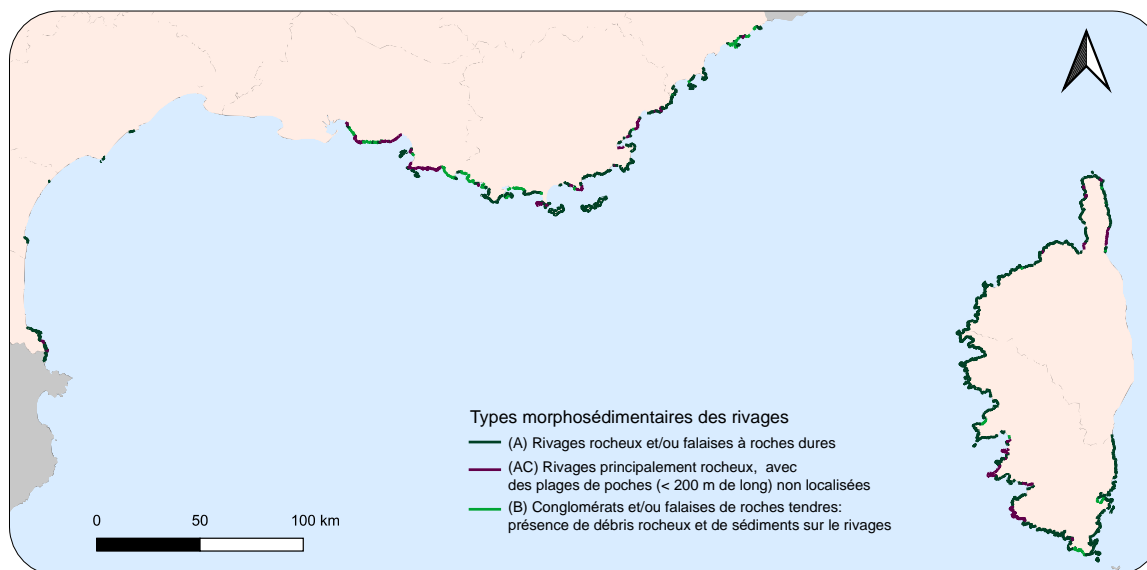 Types morphosédimentaires des rivages
(A) Rivages rocheux et/ou falaises à roches dures
(AC) Rivages principalement rocheux, avec
des plages de poches (< 200 m de long) non localisées
(B) Conglomérats et/ou falaises de roches tendres:
présence de débris rocheux et de sédiments sur le rivages
0 50 100 km